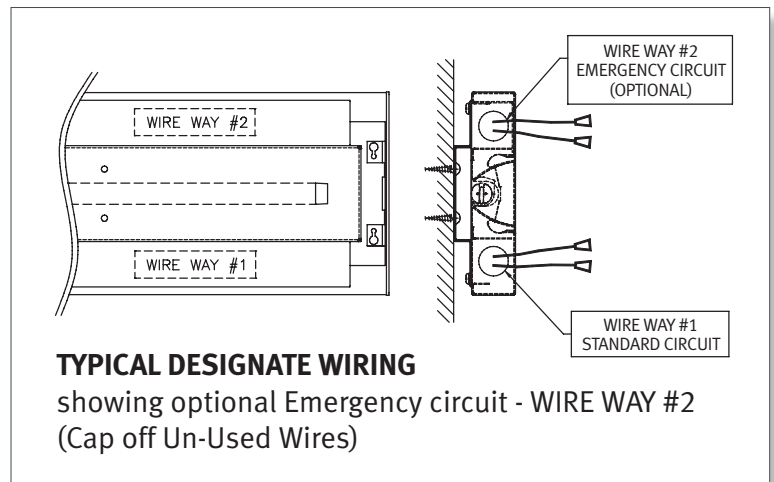 WIRE WAY #2
WIRE WAY #1
WIRE WAY #2
EMERGENCY CIRCUIT
(OPTIONAL)
WIRE WAY #1
STANDARD CIRCUIT
TYPICAL DESIGNATE WIRING
showing optional Emergency circuit - WIRE WAY #2
(Cap off Un-Used Wires)